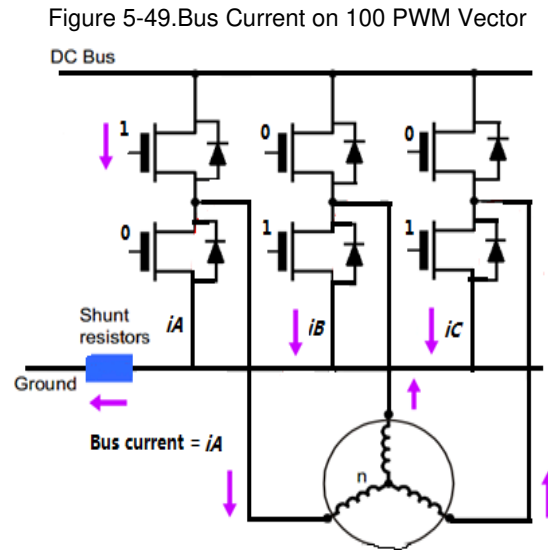 Figure 5-49.Bus Current on 100 PWM Vector
DC Bus
1
0
0
0
1
1
Shunt
resistors
iA
iB
iC
Ground
Bus current = iA
n